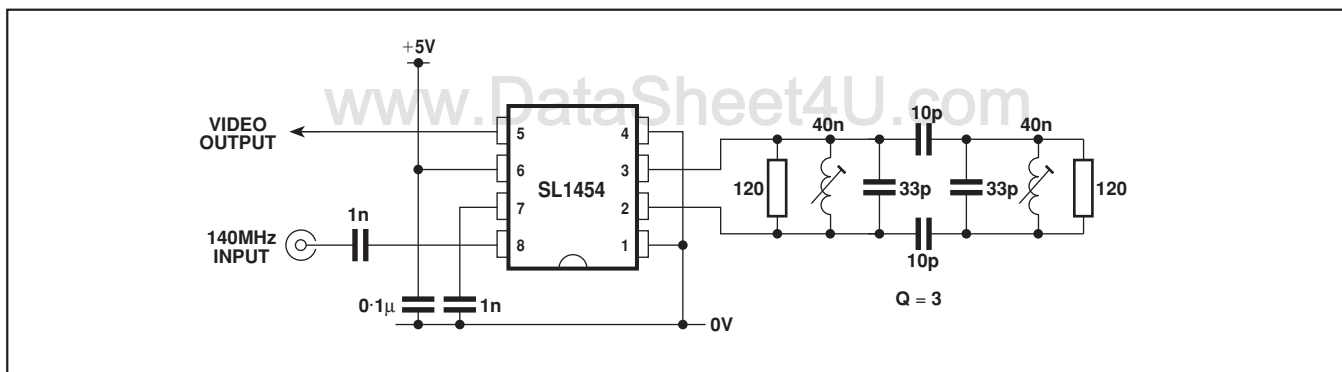 +5V
www.DataSheet4U.com
VIDEO
OUTPUT
140MHz
INPUT
1n
0·1µ
1n
5
6
7
8
SL1454
4
3
2
1
0V
120
40n
33p
10p
10p
33p
40n
120
Q = 3